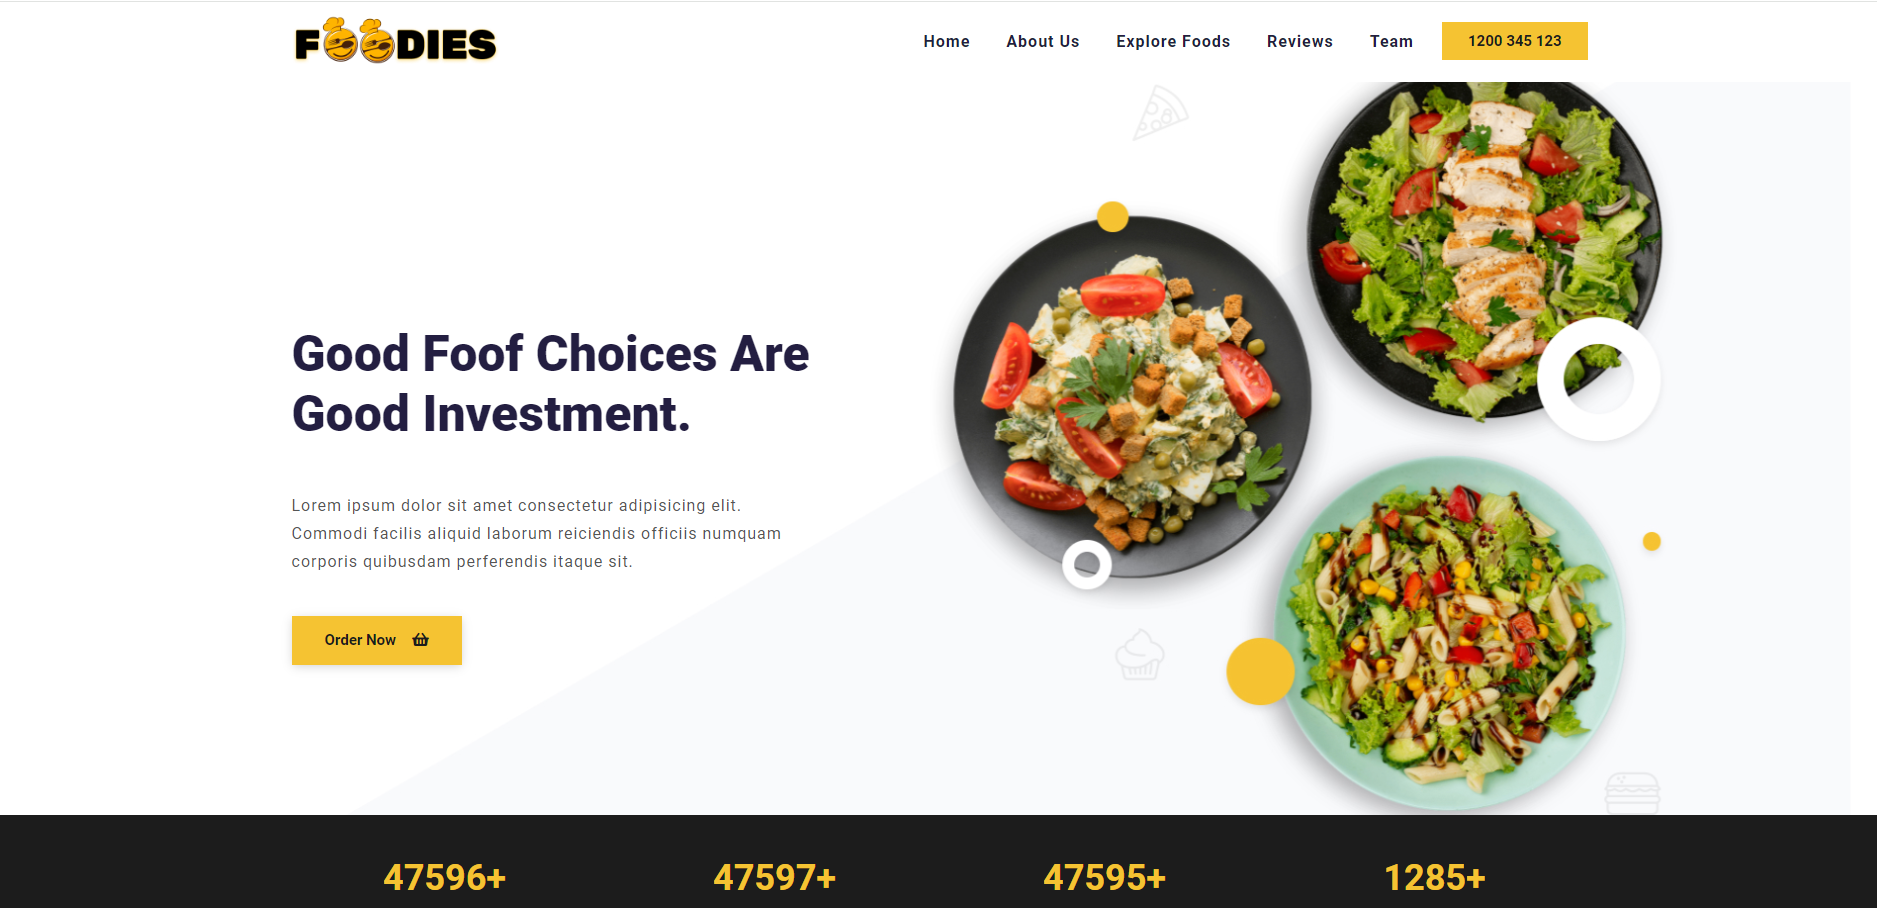 FOODIES
Home About Us Explore Foods Reviews Team 1200 345 123
Good Foof Choices Are
Good Investment.
Lorem ipsum dolor sit amet consectetur adipisicing elit.
Commodi facilis aliquid laborum reiciendis officiis numquam
corporis quibusdam perferendis itaque sit.
Order Now
47596+ 47597+ 47595+ 1285+